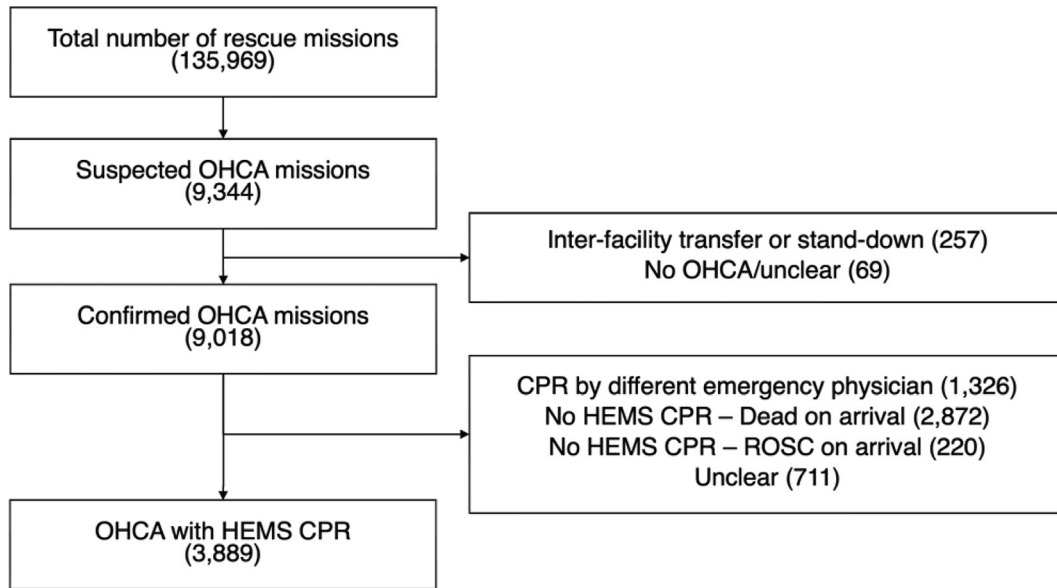 Total number of rescue missions
(135,969)
Suspected OHCA missions
(9,344)
Inter-facility transfer or stand-down (257)
No OHCA/unclear (69)
Confirmed OHCA missions
(9,018)
CPR by different emergency physician (1,326)
No HEMS CPR – Dead on arrival (2,872)
No HEMS CPR – ROSC on arrival (220)
Unclear (711)
OHCA with HEMS CPR
(3,889)